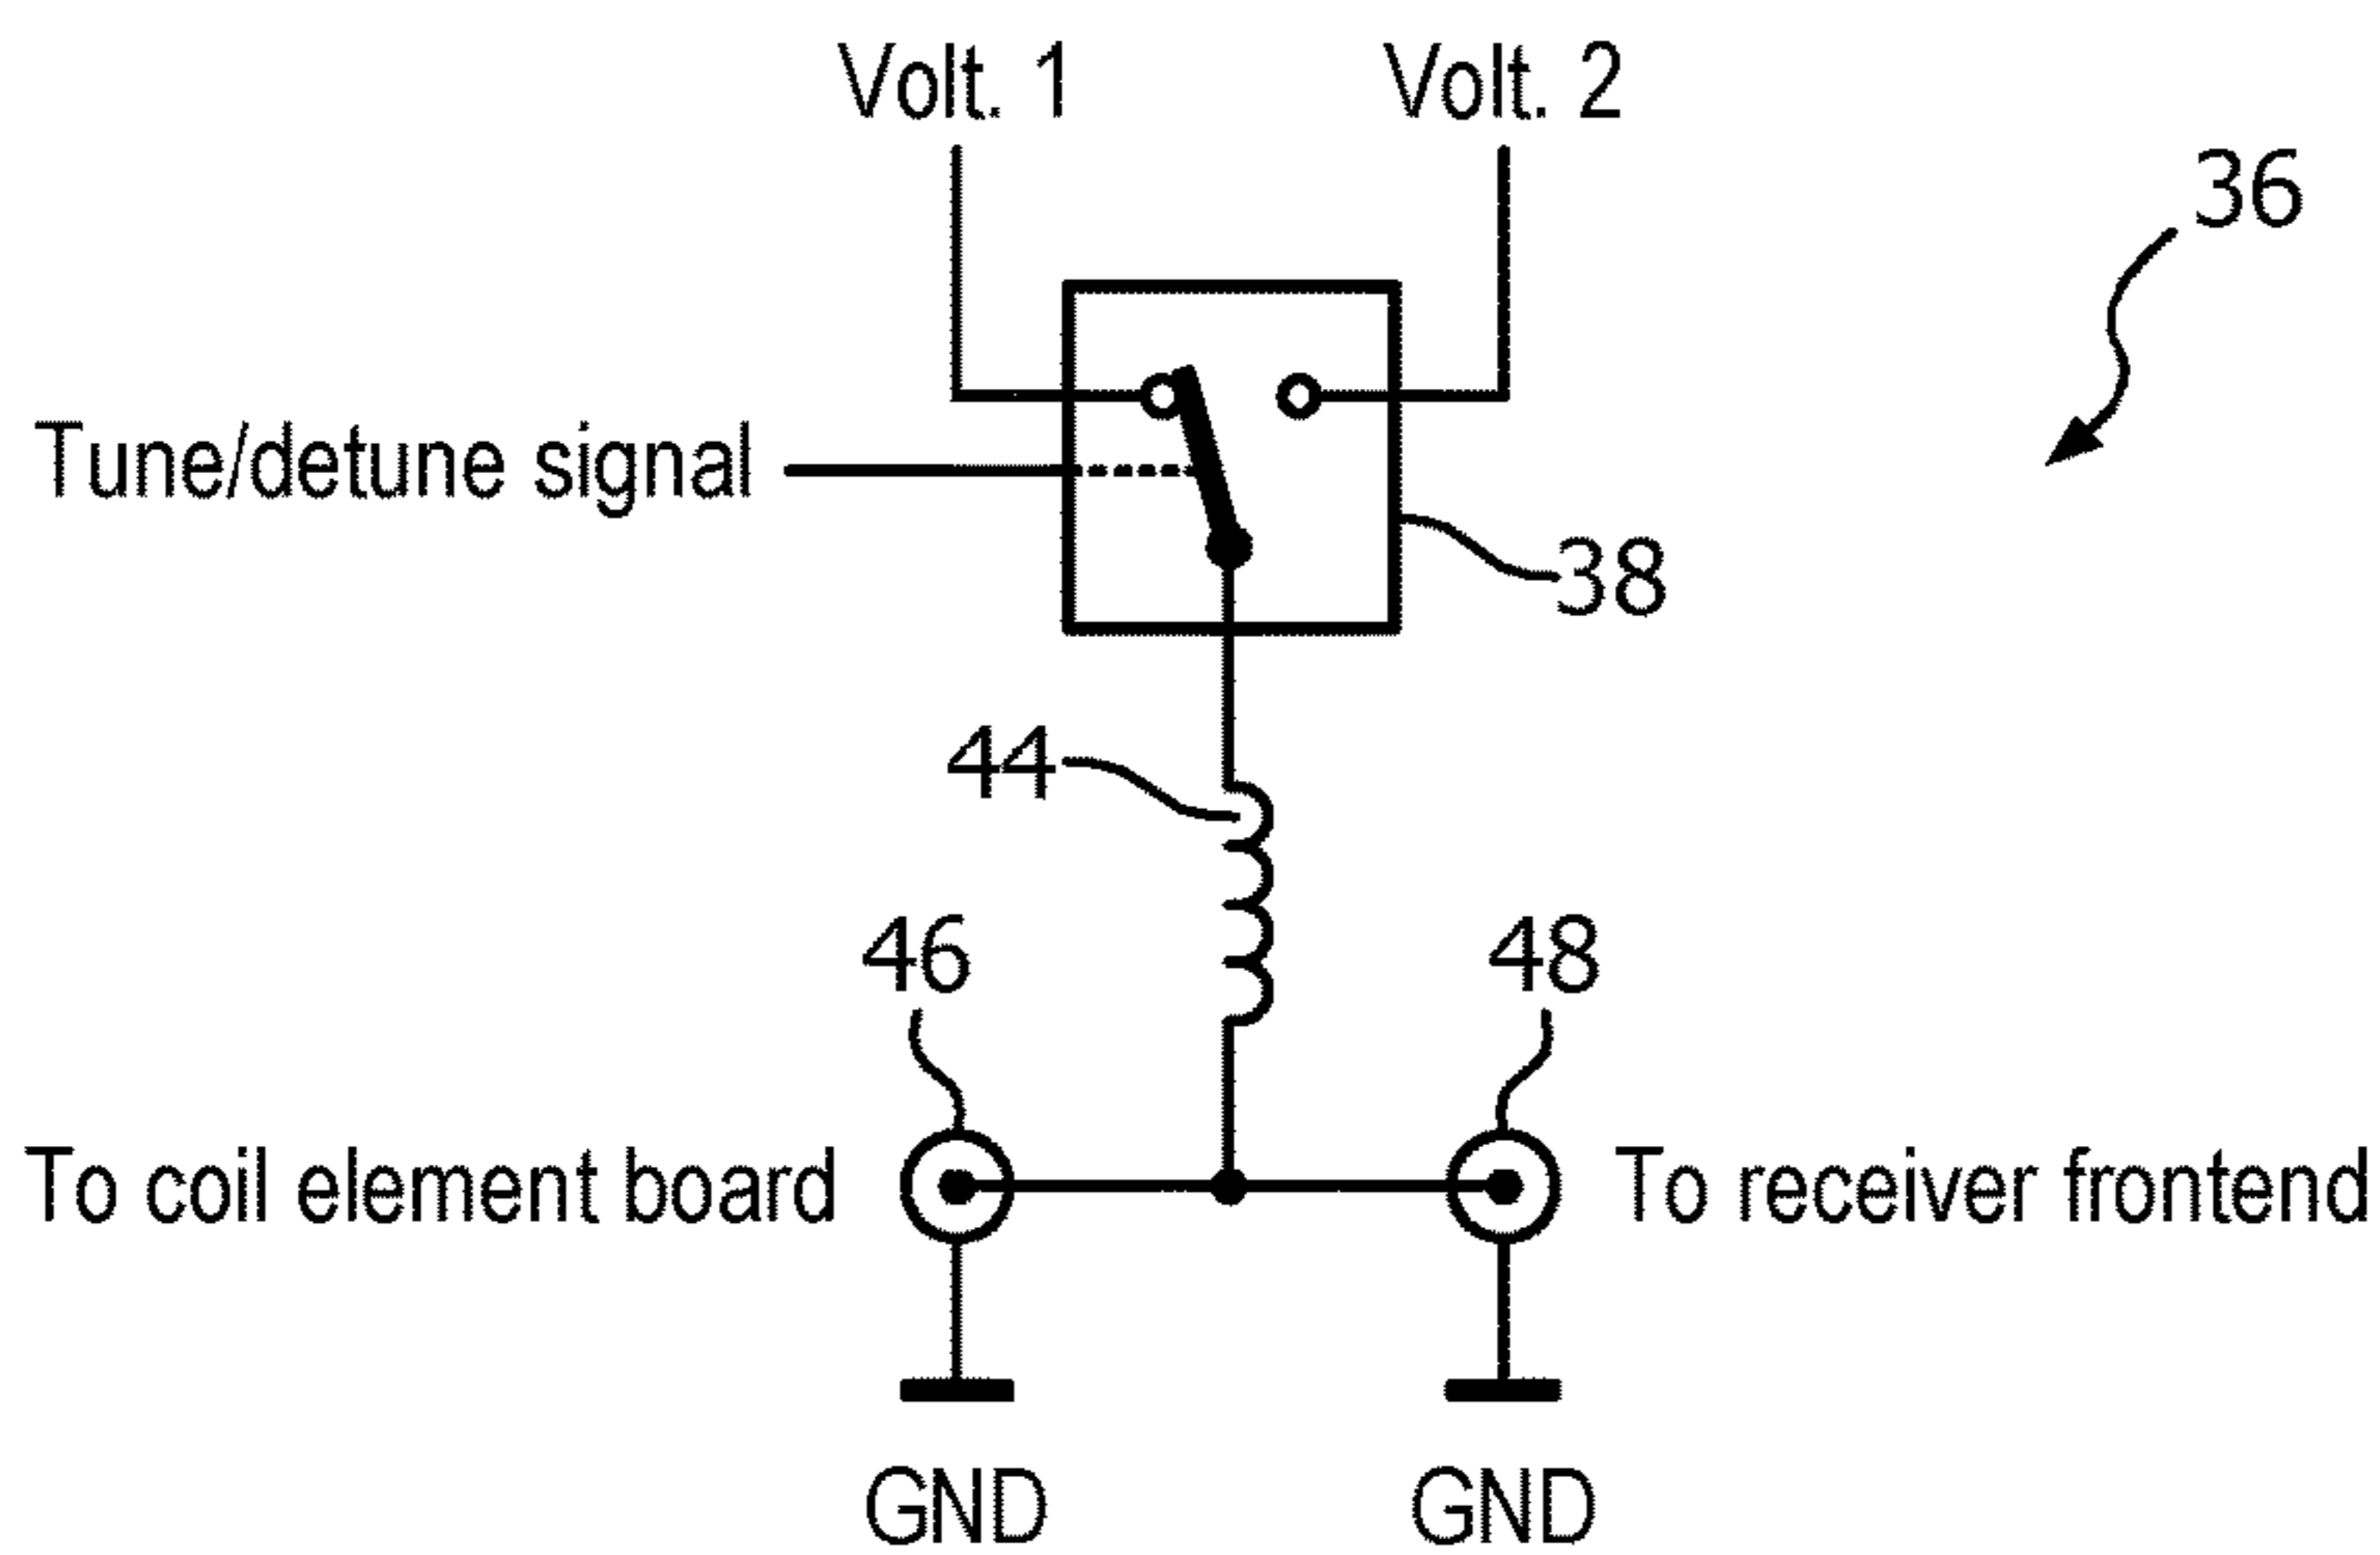 Volt. 1
Volt. 2
36
Tune/detune signal
38
44
46
48
To coil element board
To receiver frontend
GND
GND